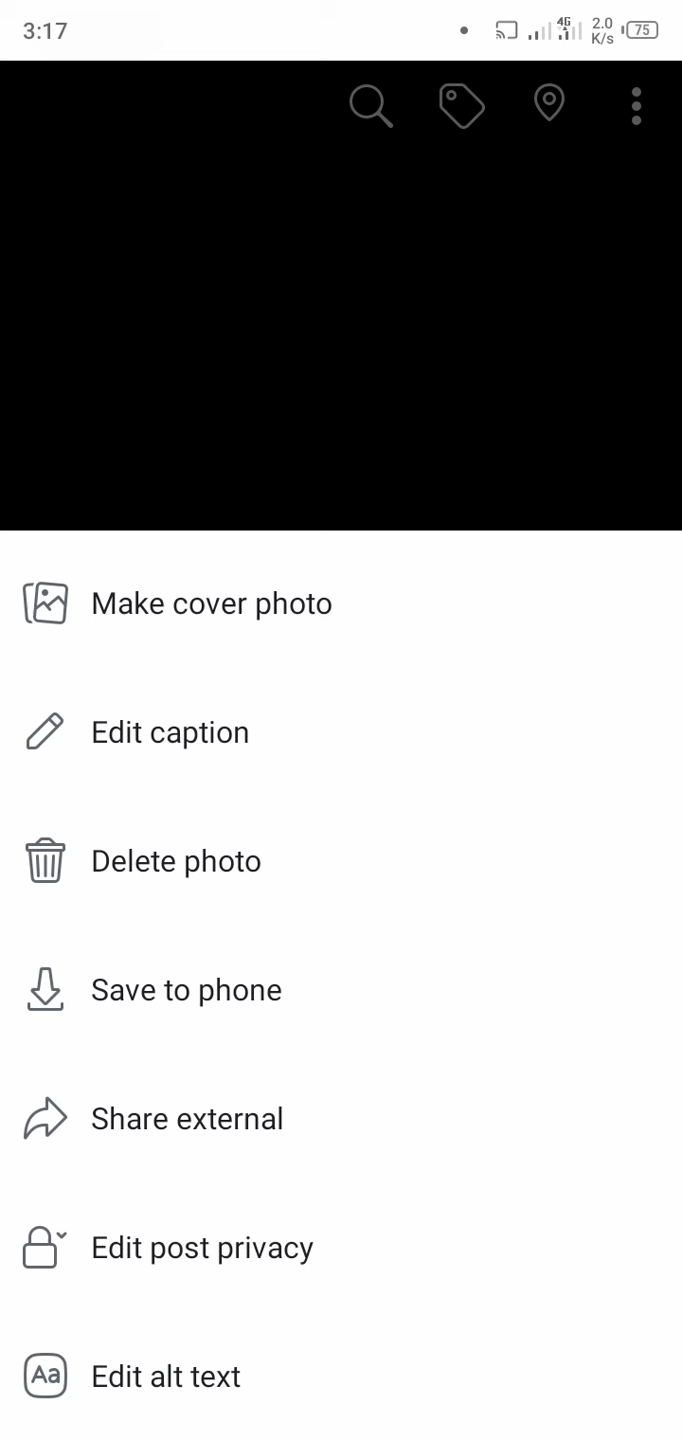 3:17
4G
2.0
K/s
75
Make cover photo
Edit caption
Delete photo
Save to phone
Share external
Edit post privacy
Aa
Edit alt text